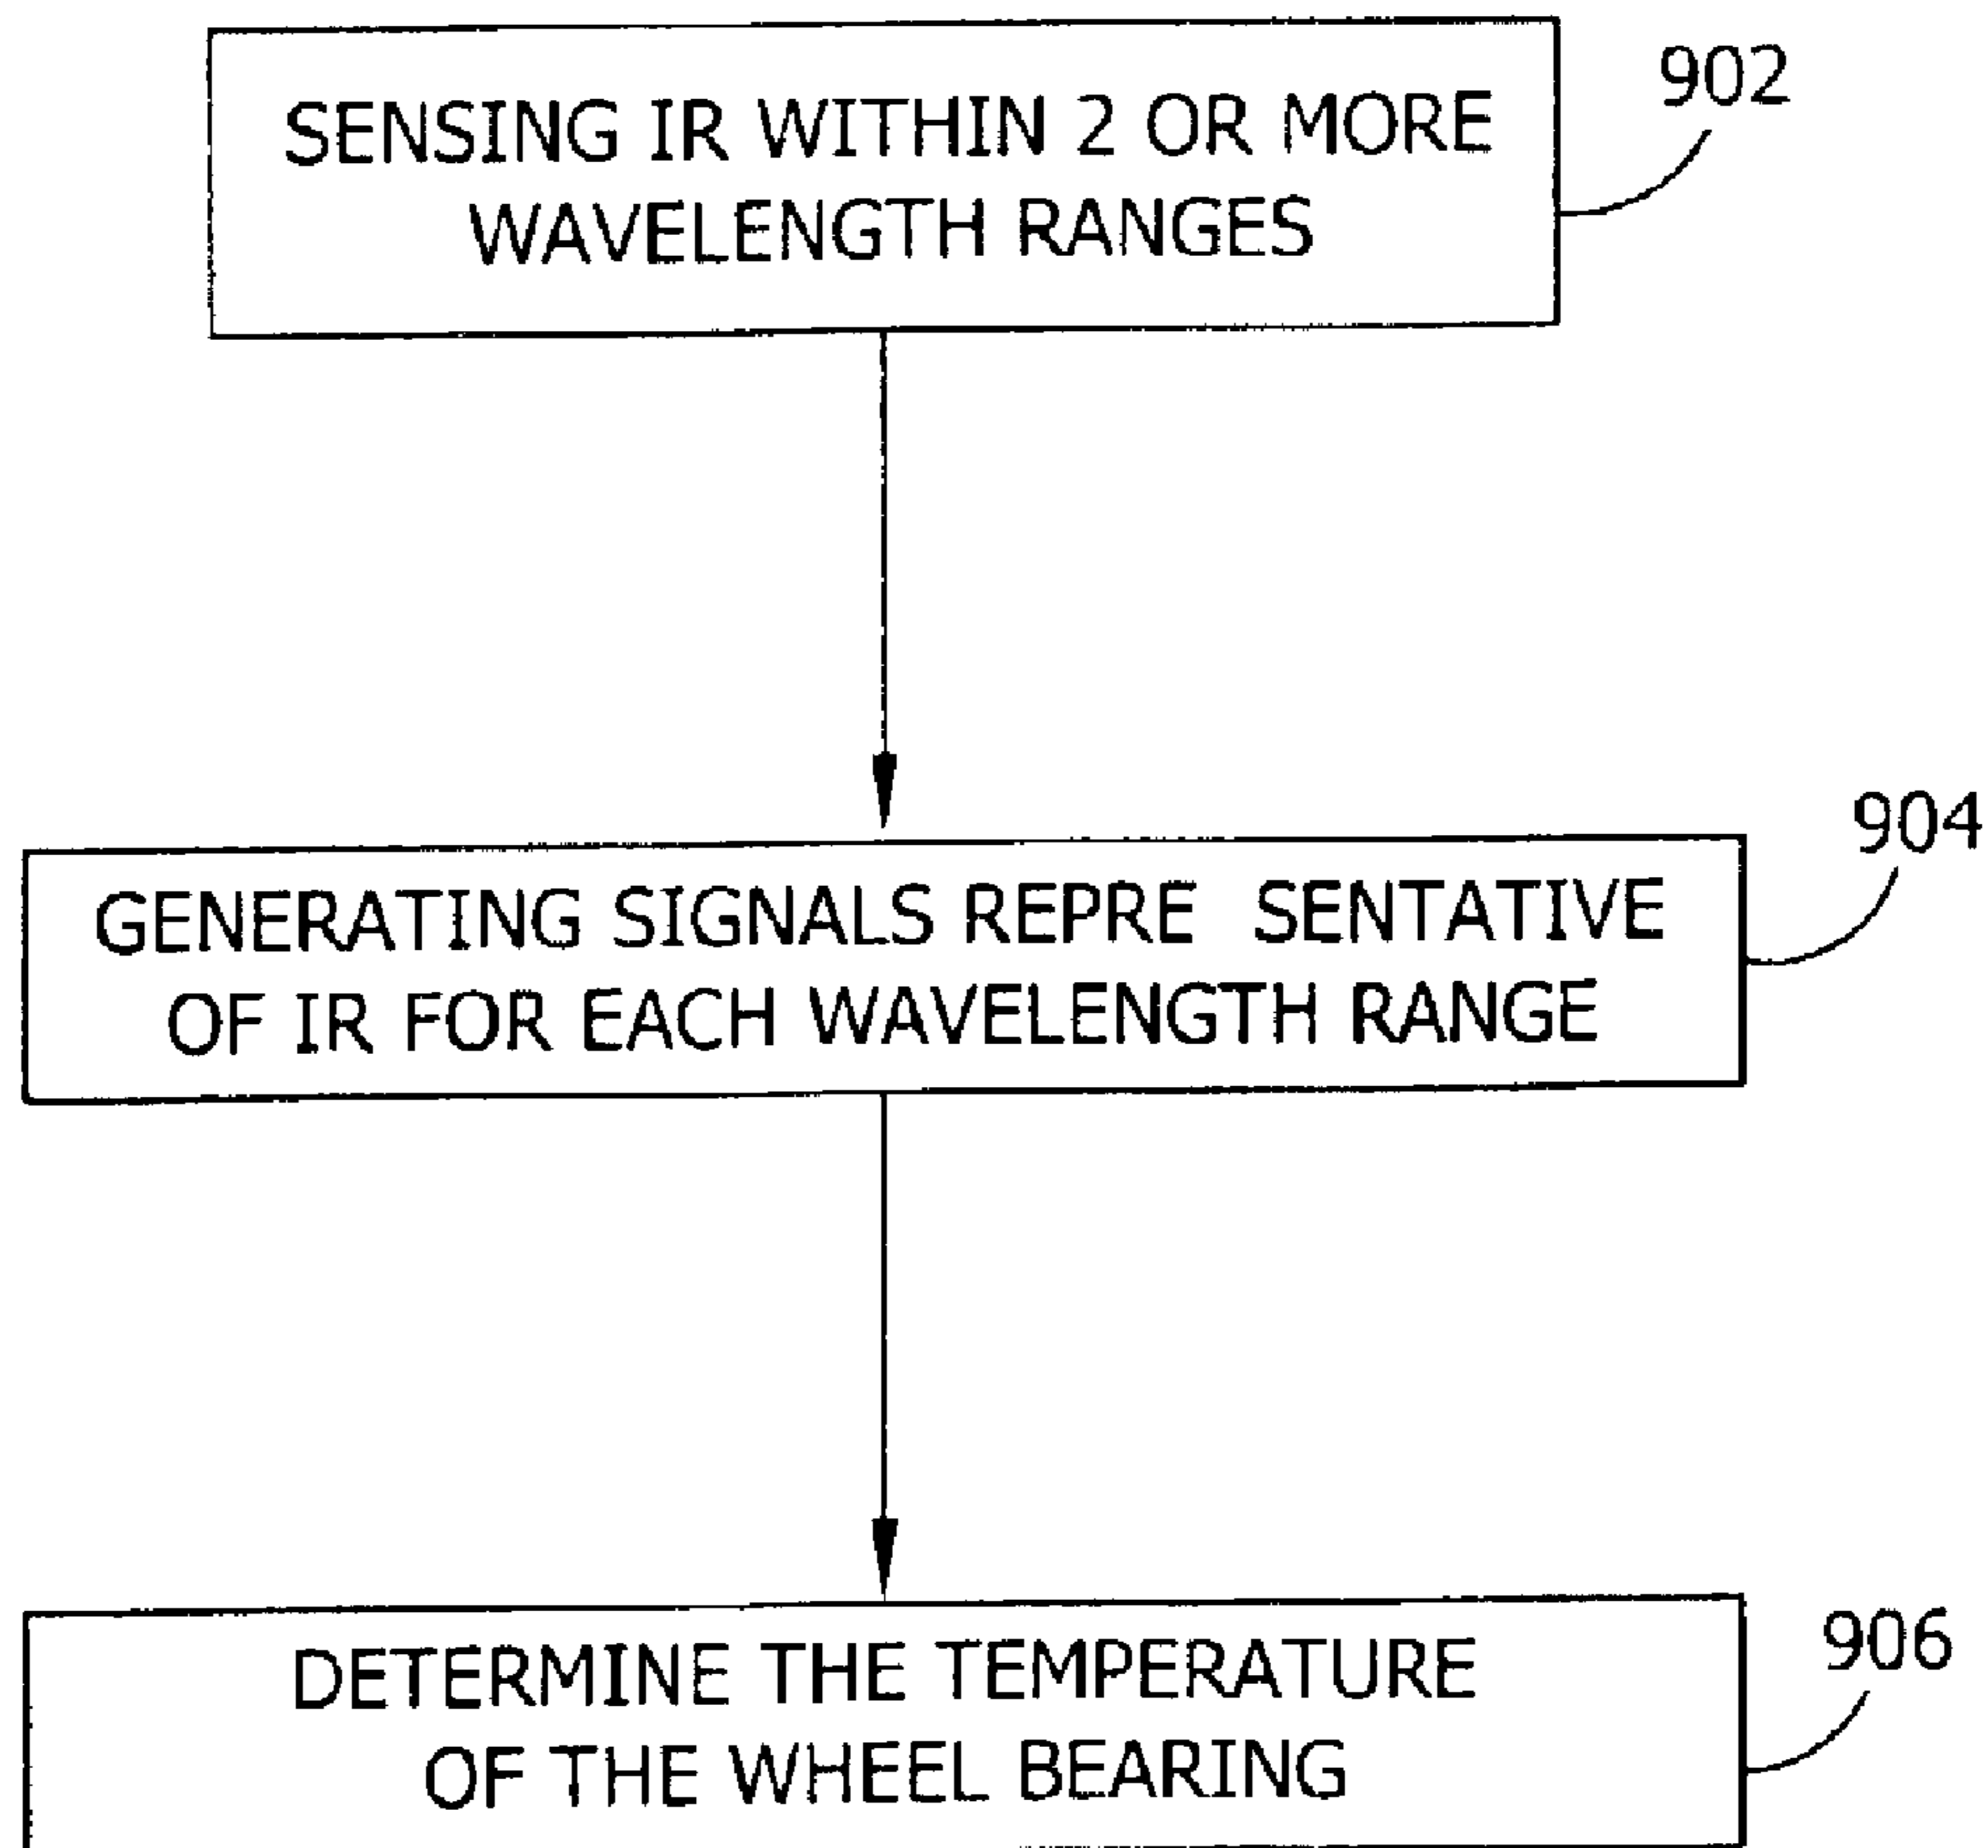 SENSING IR WITHIN 2 OR MORE
WAVELENGTH RANGES
902
GENERATING SIGNALS REPRE SENTATIVE
OF IR FOR EACH WAVELENGTH RANGE
904
DETERMINE THE TEMPERATURE
OF THE WHEEL BEARING
906